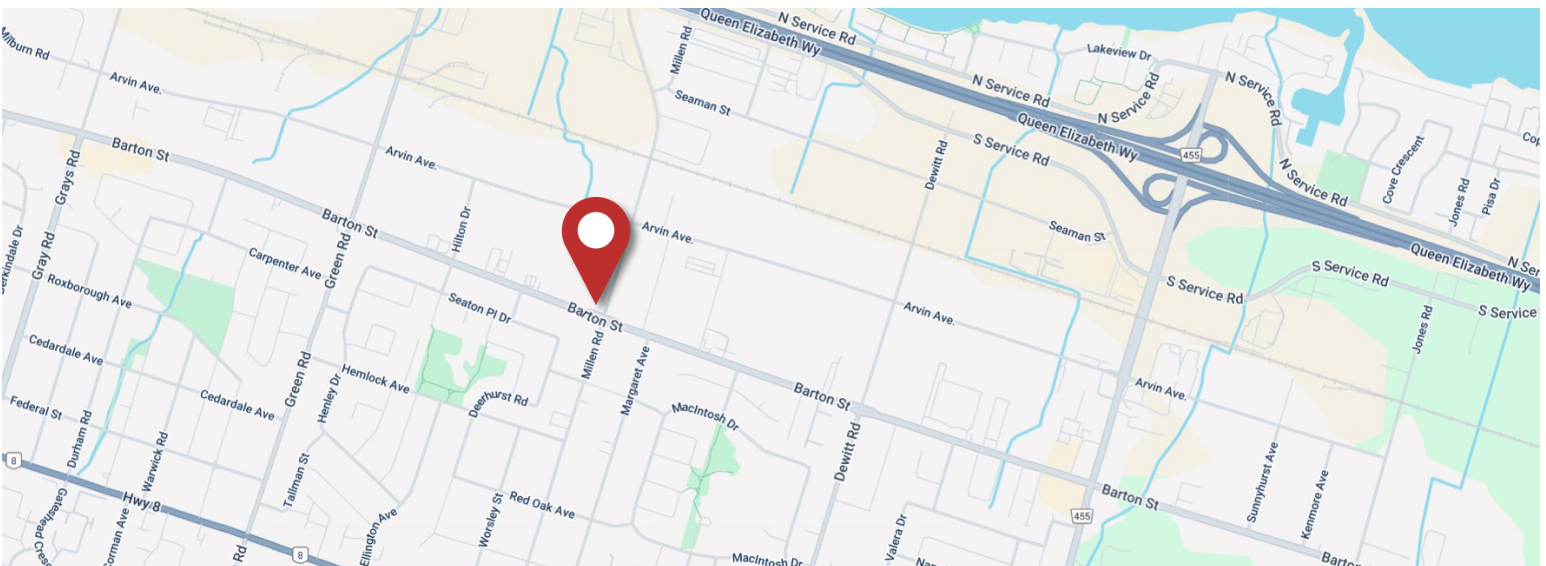 Queen Elizabeth Wy
N Service Rd
Milburn Rd
Millen Rd
Lakeview Dr
Arvin Ave.
Seaman St
N Service Rd
N Service Rd
N Service Rd
Queen Elizabeth Wy
Barton St
Grays Rd
Arvin Ave.
Dewitt Rd
S Service Rd
455
N Service Rd
Cove Crescent
Jones Rd
Pisa Dr
Barton St
Hilton Dr
Arvin Ave.
Seaman St
Queen Elizabeth Wy
Gray Rd
Carpenter Ave
Green Rd
S Service Rd
S Service Rd
Roxborough Ave
Seaton Pl Dr
Barton St
Arvin Ave.
S Service
Jones Rd
Cedardale Ave
Green Rd
Henley Dr
Hemlock Ave
Millen Rd
Margaret Ave
Barton St
Arvin Ave.
Cedardale Ave
Deerhurst Rd
MacIntosh Dr
Federal St
Durham Rd
Warwick Rd
Dewitt Rd
8
Tallman St
Hwy 8
Worsley St
Red Oak Ave
Barton St
Sunnyhurst Ave
Kenmore Ave
455
Ellington Ave
Valera Dr
8
Rd
MacIntosh Dr